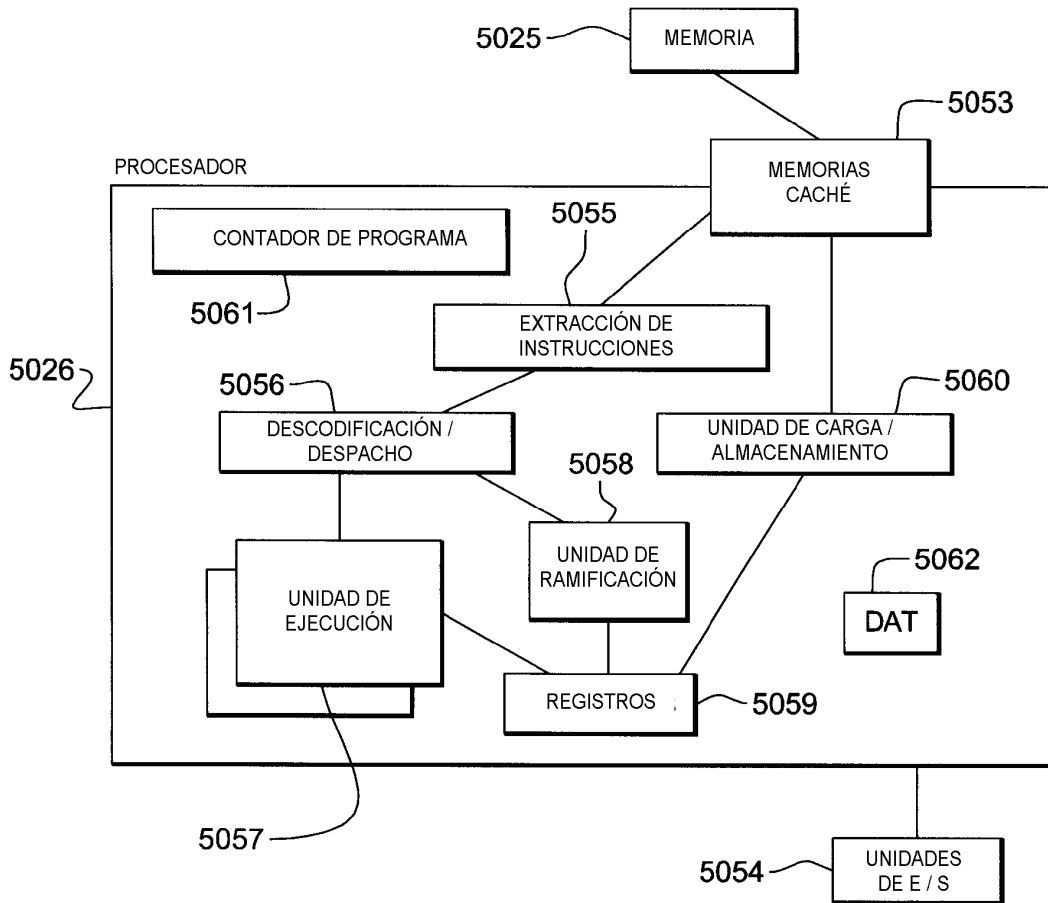 5025
MEMORIA
5053
PROCESADOR
MEMORIAS
CACHÉ
5055
CONTADOR DE PROGRAMA
5061
EXTRACCIÓN DE
INSTRUCCIONES
5026
5056
5060
DESCODIFICACIÓN /
DESPACHO
UNIDAD DE CARGA /
ALMACENAMIENTO
5058
UNIDAD DE
RAMIFICACIÓN
5062
UNIDAD DE
EJECUCIÓN
DAT
REGISTROS
5059
5057
5054
UNIDADES
DE E / S